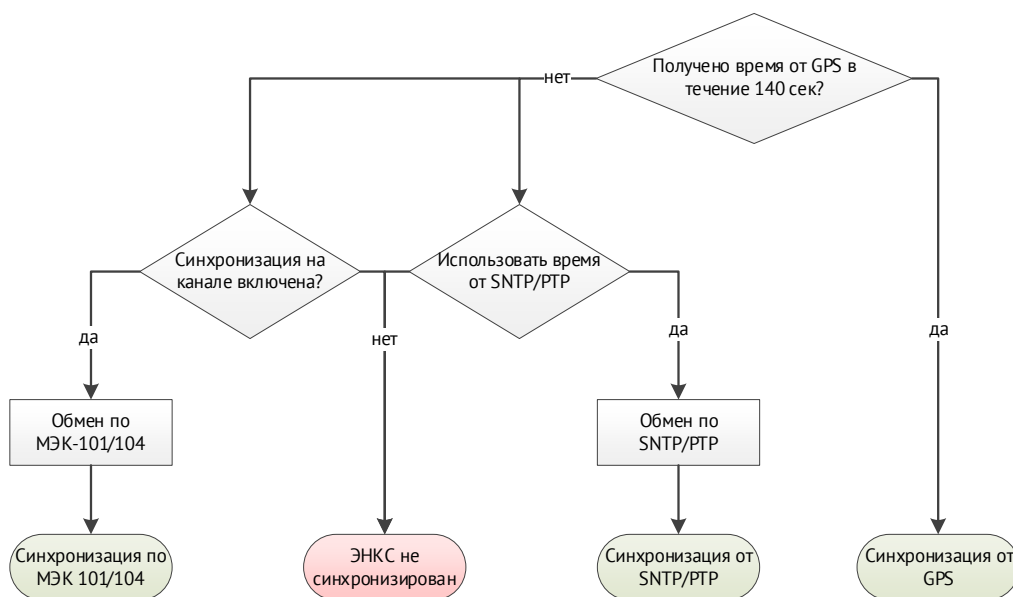 Получено время от GPS в
течение 140 сек?
нет
Синхронизация на
канале включена?
Использовать время
от SNTP/PTP
да
нет
да
да
Обмен по
МЭК-101/104
Обмен по
SNTP/PTP
Синхронизация по
МЭК 101/104
ЭНКС не
синхронизирован
Синхронизация от
SNTP/PTP
Синхронизация от
GPS